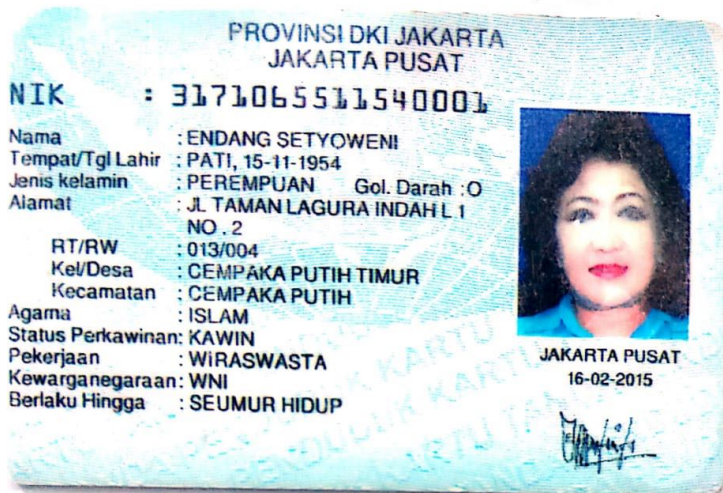 PROVINSI DKI JAKARTA
JAKARTA PUSAT
NIK : 3171065511540001
Nama : ENDANG SETYOWENI
Tempat/Tgl Lahir : PATI, 15-11-1954
Jenis kelamin : PEREMPUAN Gol. Darah : O
Alamat : JL TAMAN LAGURA INDAH L 1
NO . 2
RT/RW : 013/004
Kel/Desa : CEMPAKA PUTIH TIMUR
Kecamatan : CEMPAKA PUTIH
Agama : ISLAM
Status Perkawinan: KAWIN
Pekerjaan : WIRASWASTA
Kewarganegaraan: WNI
Berlaku Hingga : SEUMUR HIDUP
JAKARTA PUSAT
16-02-2015